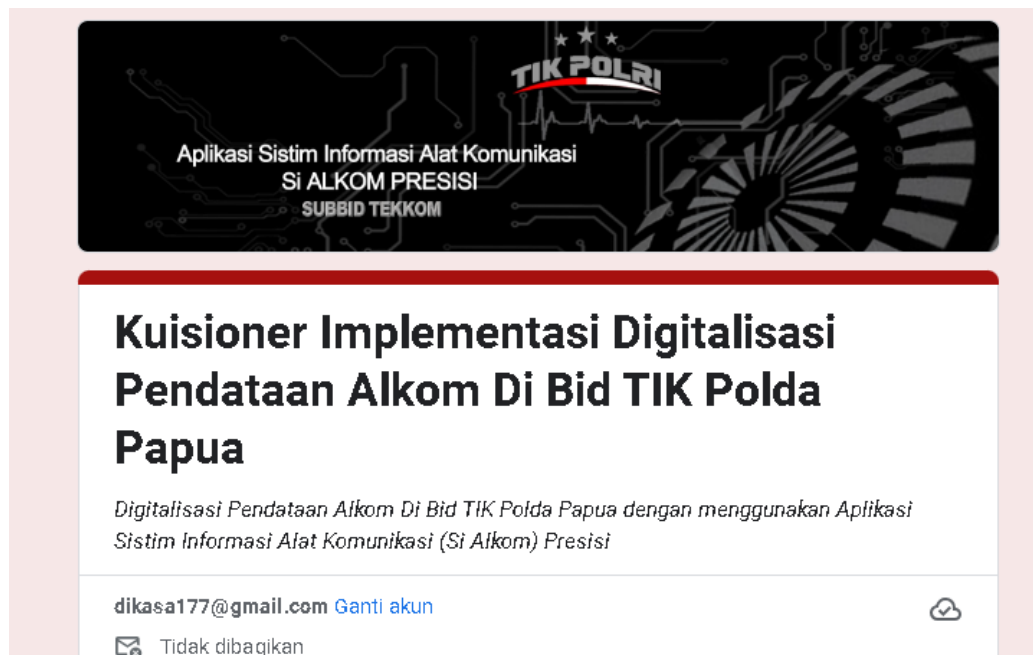 TIK POLRI
Aplikasi Sistim Informasi Alat Komunikasi
Si ALKOM PRESISI
SUBBID TEKKOM
Kuisioner Implementasi Digitalisasi
Pendataan Alkom Di Bid TIK Polda
Papua
Digitalisasi Pendataan Alkom Di Bid TIK Polda Papua dengan menggunakan Aplikasi
Sistim Informasi Alat Komunikasi (Si Alkom) Presisi
dikasa177@gmail.com Ganti akun
Tidak dibagikan